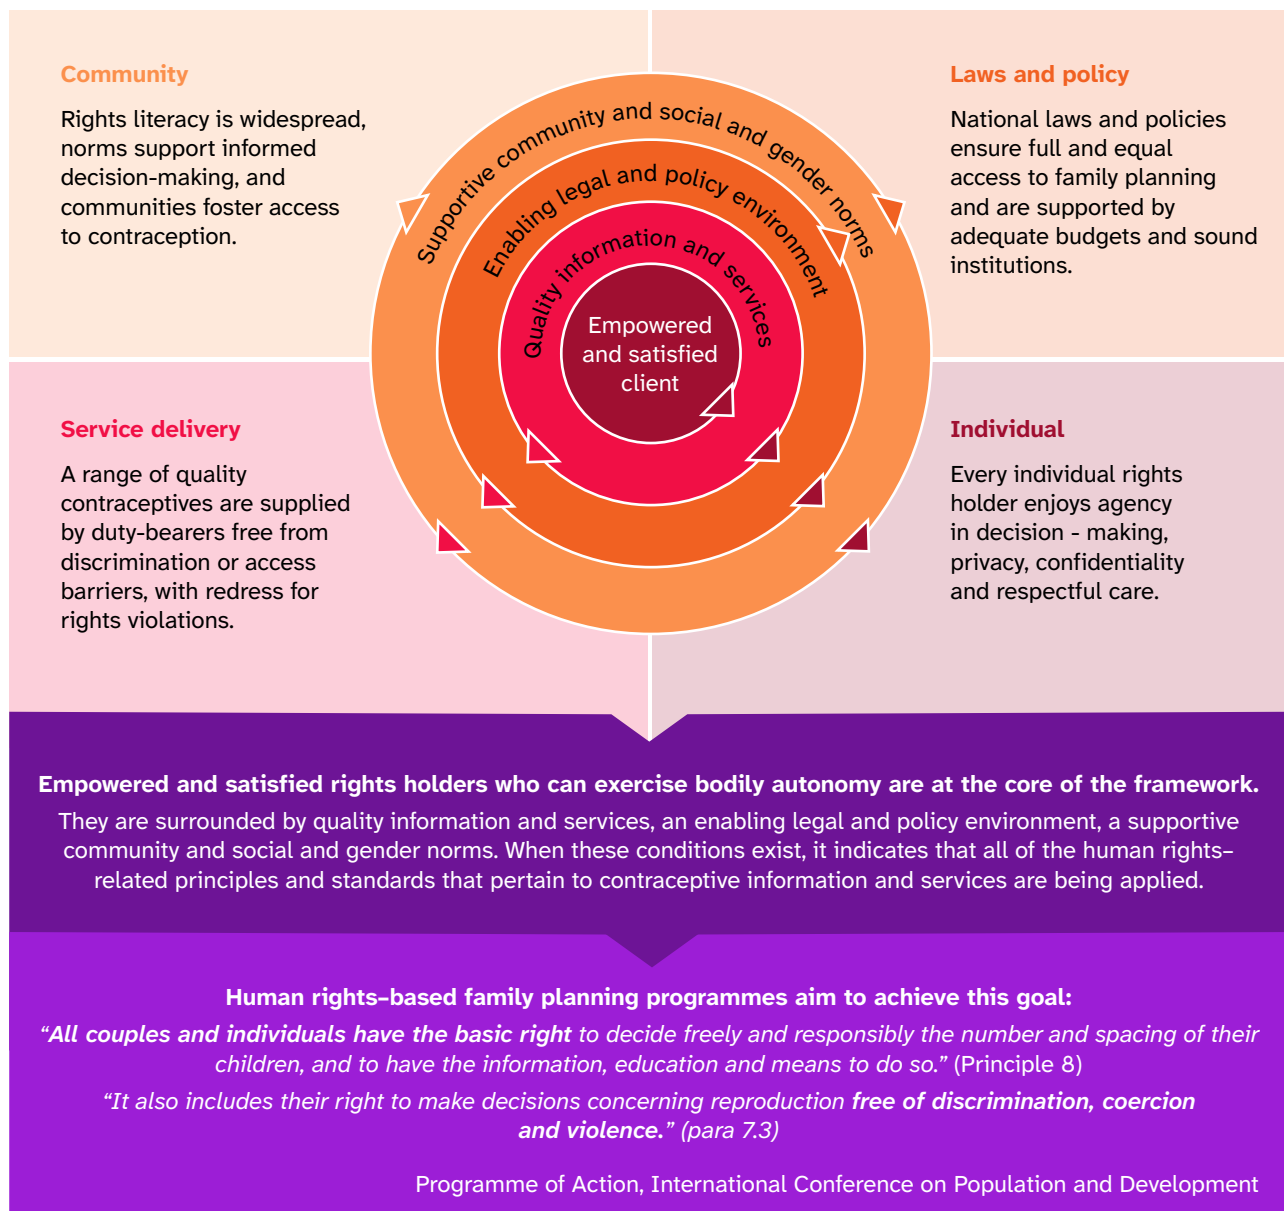 Community
Rights literacy is widespread,
norms support informed
decision-making, and
communities foster access
to contraception.
Laws and policy
National laws and policies
ensure full and equal
access to family planning
and are supported by
adequate budgets and sound
institutions.
Supportive community and social and gender norms
Enabling legal and policy environment
Quality information and services
Empowered
and satisfied
client
Service delivery
A range of quality
contraceptives are supplied
by duty-bearers free from
discrimination or access
barriers, with redress for
rights violations.
Individual
Every individual rights
holder enjoys agency
in decision - making,
privacy, confidentiality
and respectful care.
Empowered and satisfied rights holders who can exercise bodily autonomy are at the core of the framework.
They are surrounded by quality information and services, an enabling legal and policy environment, a supportive
community and social and gender norms. When these conditions exist, it indicates that all of the human rights–
related principles and standards that pertain to contraceptive information and services are being applied.
Human rights–based family planning programmes aim to achieve this goal:
“All couples and individuals have the basic right to decide freely and responsibly the number and spacing of their
children, and to have the information, education and means to do so.” (Principle 8)
“It also includes their right to make decisions concerning reproduction free of discrimination, coercion
and violence.” (para 7.3)
Programme of Action, International Conference on Population and Development